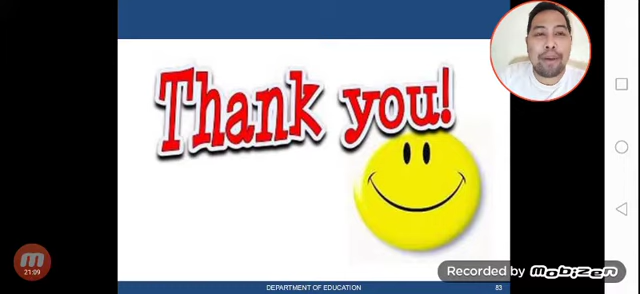 Thank you!
M
21:09
Recorded by mobizen
DEPARTMENT OF EDUCATION
83